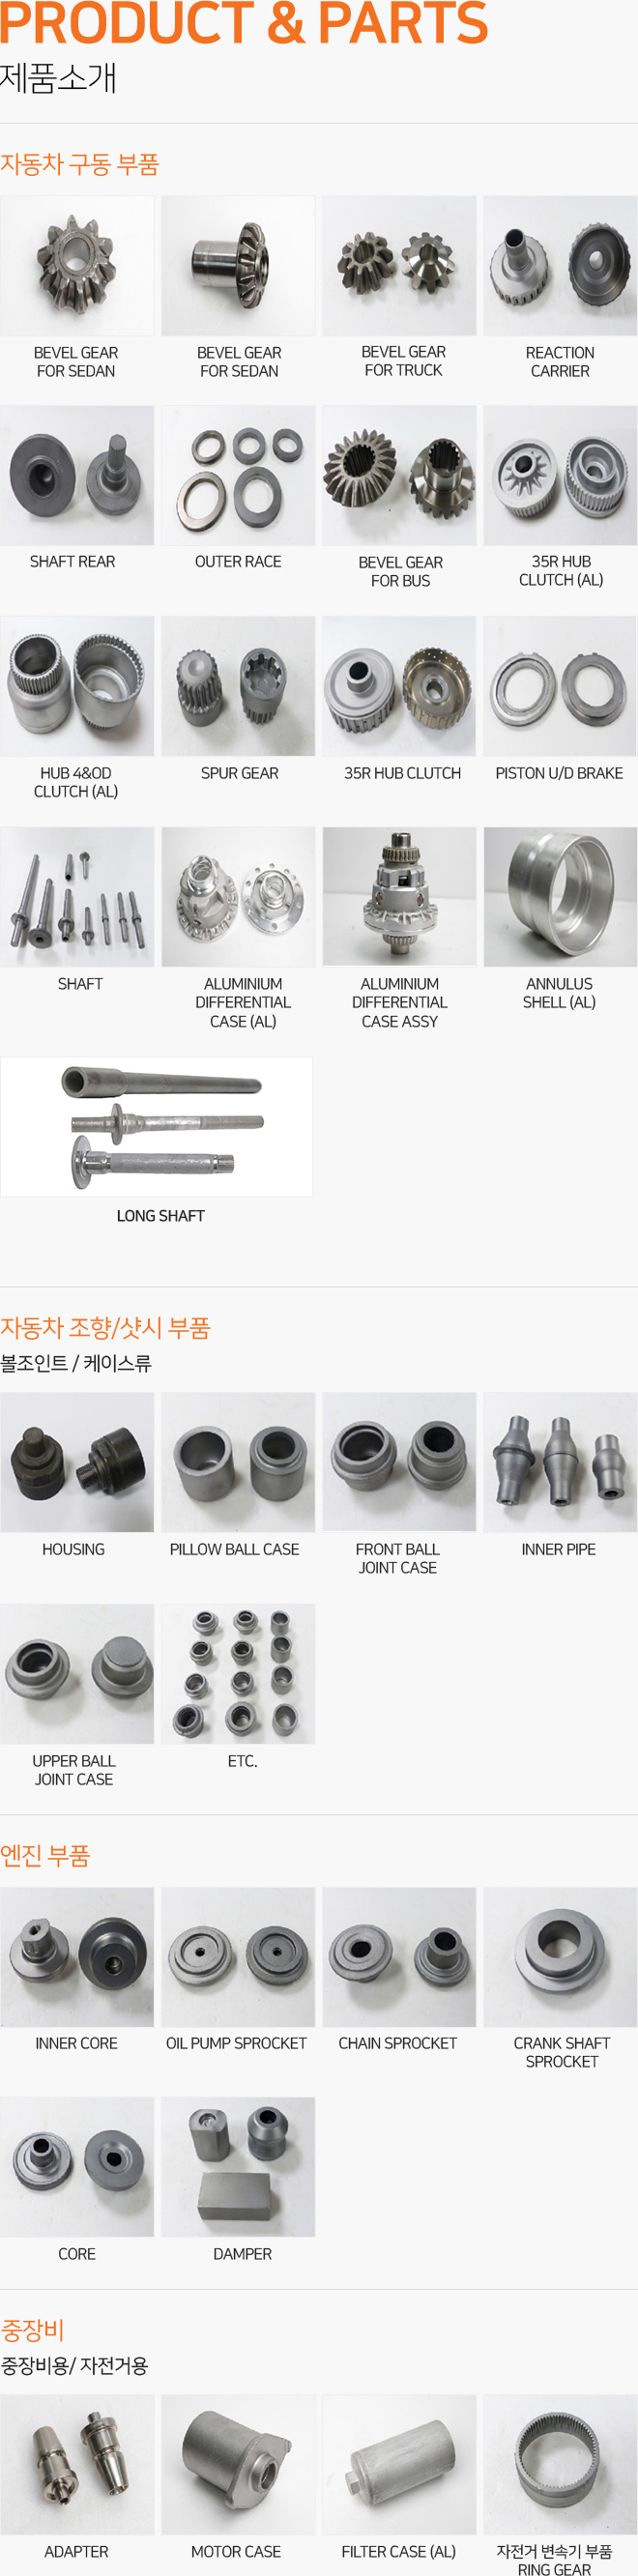 PRODUCT & PARTS
제품소개
자동차 구동 부품
BEVEL GEAR
FOR SEDAN
BEVEL GEAR
FOR SEDAN
BEVEL GEAR
FOR TRUCK
REACTION
CARRIER
SHAFT REAR
OUTER RACE
BEVEL GEAR
FOR BUS
35R HUB
CLUTCH (AL)
HUB 4&OD
CLUTCH (AL)
SPUR GEAR
35R HUB CLUTCH
PISTON U/D BRAKE
SHAFT
ALUMINIUM
DIFFERENTIAL
CASE (AL)
ALUMINIUM
DIFFERENTIAL
CASE ASSY
ANNULUS
SHELL (AL)
LONG SHAFT
자동차 조향/샷시 부품
볼조인트 / 케이스류
HOUSING
PILLOW BALL CASE
FRONT BALL
JOINT CASE
INNER PIPE
UPPER BALL
JOINT CASE
ETC.
엔진 부품
INNER CORE
OIL PUMP SPROCKET
CHAIN SPROCKET
CRANK SHAFT
SPROCKET
CORE
DAMPER
중장비
중장비용/ 자전거용
ADAPTER
MOTOR CASE
FILTER CASE (AL)
자전거 변속기 부품
RING GEAR